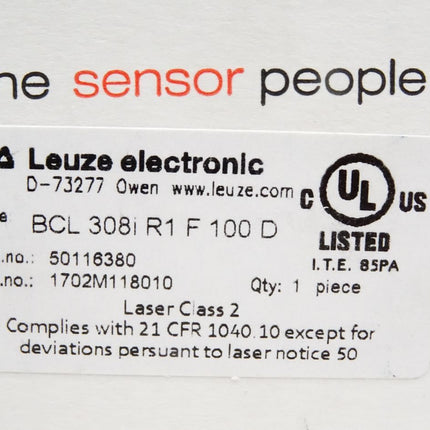 he sensor people
Leuze electronic
D-73277 Owen www.leuze.com
e BCL 308i R1 F 100 D
.no.: 50116380
.no.: 1702M118010 Qty: 1 piece
Laser Class 2
Complies with 21 CFR 1040.10 except for
deviations persuant to laser notice 50
C UL US
LISTED
I.T.E. 85PA